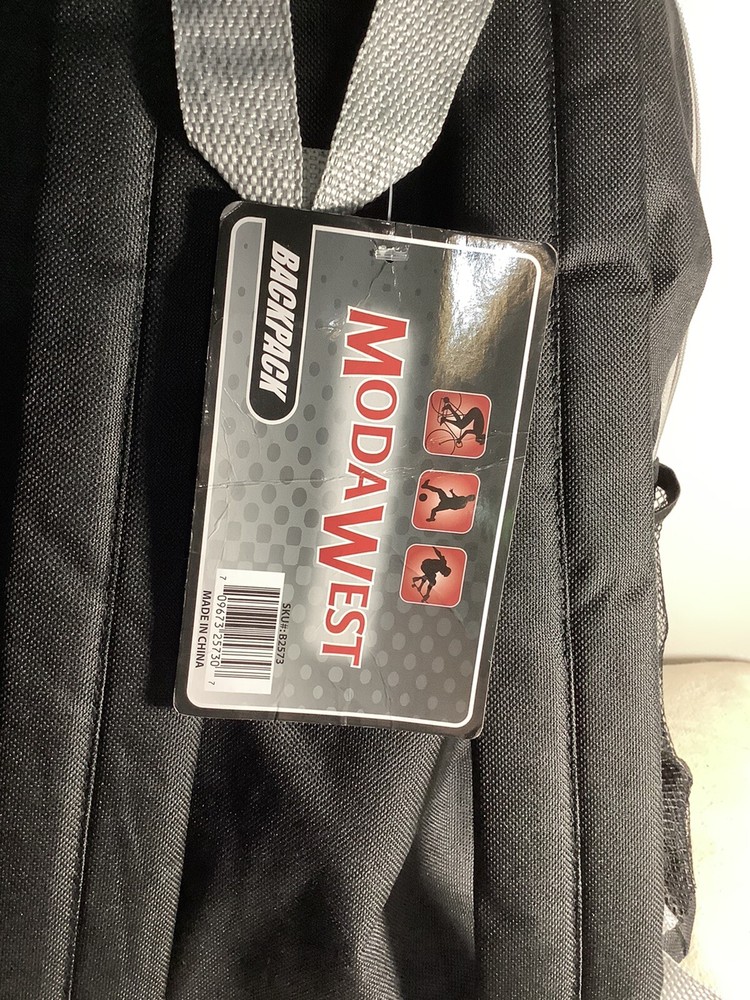 BACKPACK
MODAWEST
SKU#:B2573
7 09673 25730 7
MADE IN CHINA